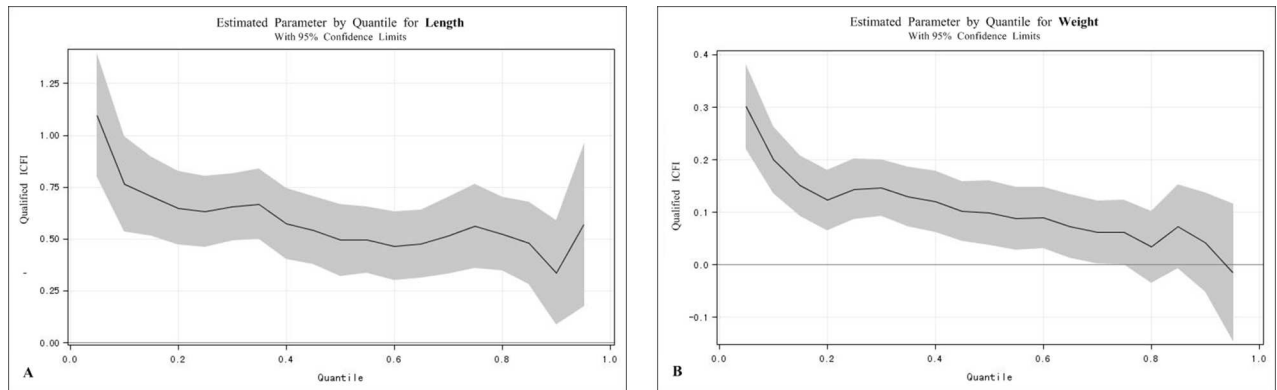 Estimated Parameter by Quantile for Length
With 95% Confidence Limits
Qualified ICFI
1.25
1.00
0.75
0.50
0.25
0.00
0.0 0.2 0.4 0.6 0.8 1.0
Quantile
A
Estimated Parameter by Quantile for Weight
With 95% Confidence Limits
Qualified ICFI
0.4
0.3
0.2
0.1
0.0
-0.1
0.0 0.2 0.4 0.6 0.8 1.0
Quantile
B